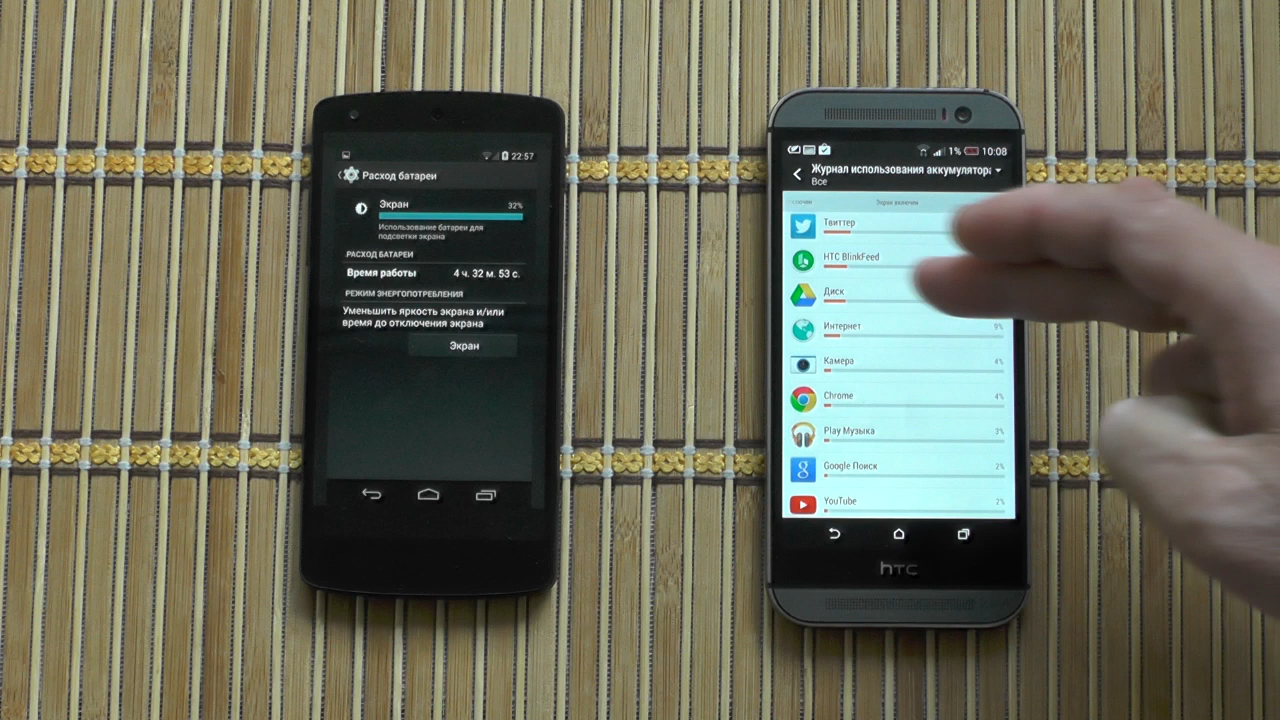 22:57
Расход батареи
Экран 32%
Использование батареи для
подсветки экрана
РАСХОД БАТАРЕИ
Время работы 4 ч. 32 м. 53 с.
РЕЖИМ ЭНЕРГОПОТРЕБЛЕНИЯ
Уменьшить яркость экрана и/или
время до отключения экрана
Экран
1% 10:08
Журнал использования аккумулятора
Все
Экран включен
Твиттер
HTC BlinkFeed
Диск
Интернет 9%
Камера 4%
Chrome 4%
Play Музыка 3%
Google Поиск 2%
YouTube 2%
hTC